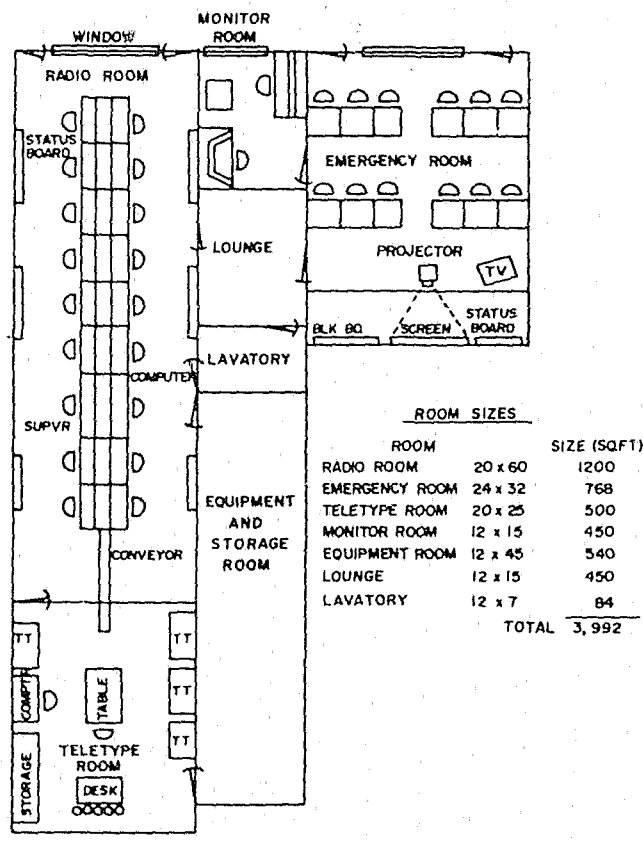 MONITOR
ROOM
WINDOW
RADIO ROOM
STATUS
BOARD
EMERGENCY ROOM
LOUNGE
PROJECTOR
TV
BLK BD
SCREEN
STATUS
BOARD
LAVATORY
COMPUTER
SUPVR
EQUIPMENT
AND
STORAGE
ROOM
CONVEYOR
TT
TT
COMPTR
TABLE
TT
TT
STORAGE
TELETYPE
ROOM
DESK
ROOM SIZES
ROOM SIZE (SQFT)
RADIO ROOM 20 x 60 1200
EMERGENCY ROOM 24 x 32 768
TELETYPE ROOM 20 x 25 500
MONITOR ROOM 12 x 15 450
EQUIPMENT ROOM 12 x 45 540
LOUNGE 12 x 15 450
LAVATORY 12 x 7 84
TOTAL 3,992